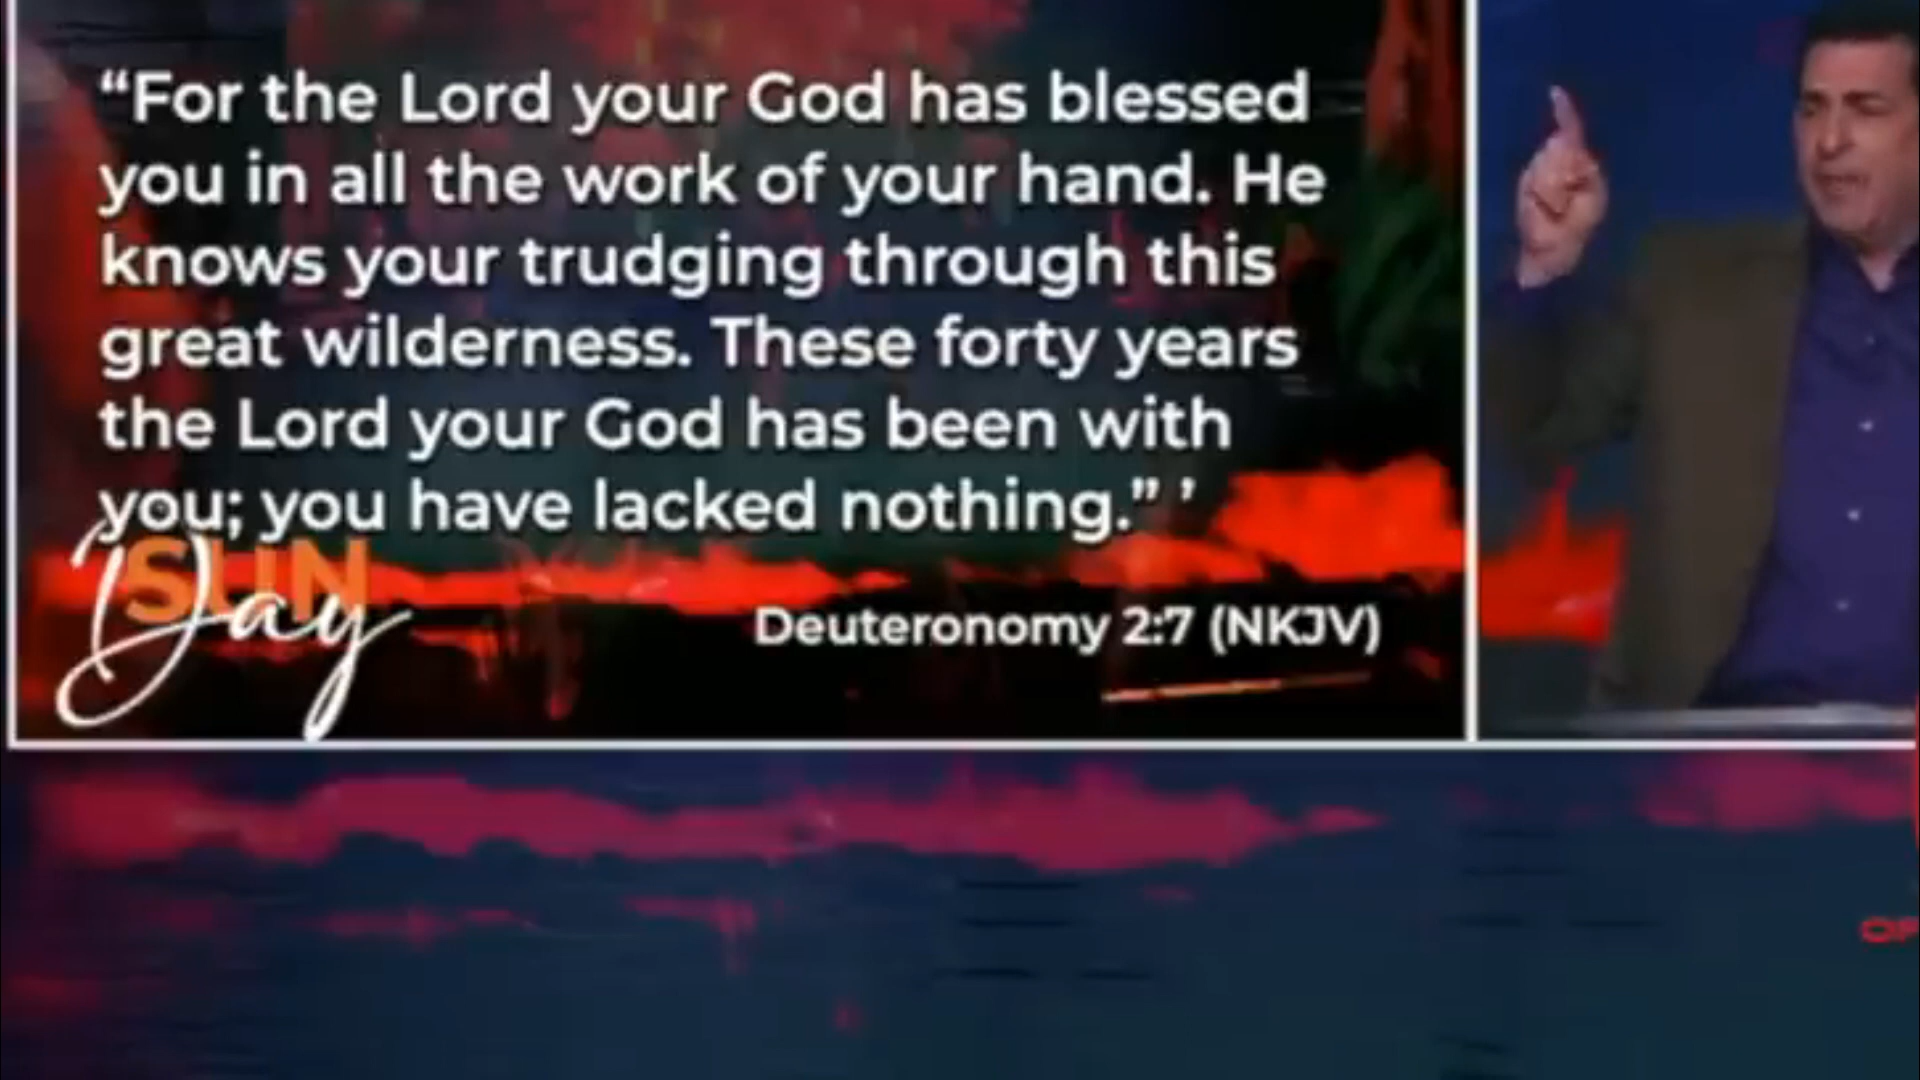 “For the Lord your God has blessed
you in all the work of your hand. He
knows your trudging through this
great wilderness. These forty years
the Lord your God has been with
you; you have lacked nothing.” ’
SUN
Day
Deuteronomy 2:7 (NKJV)